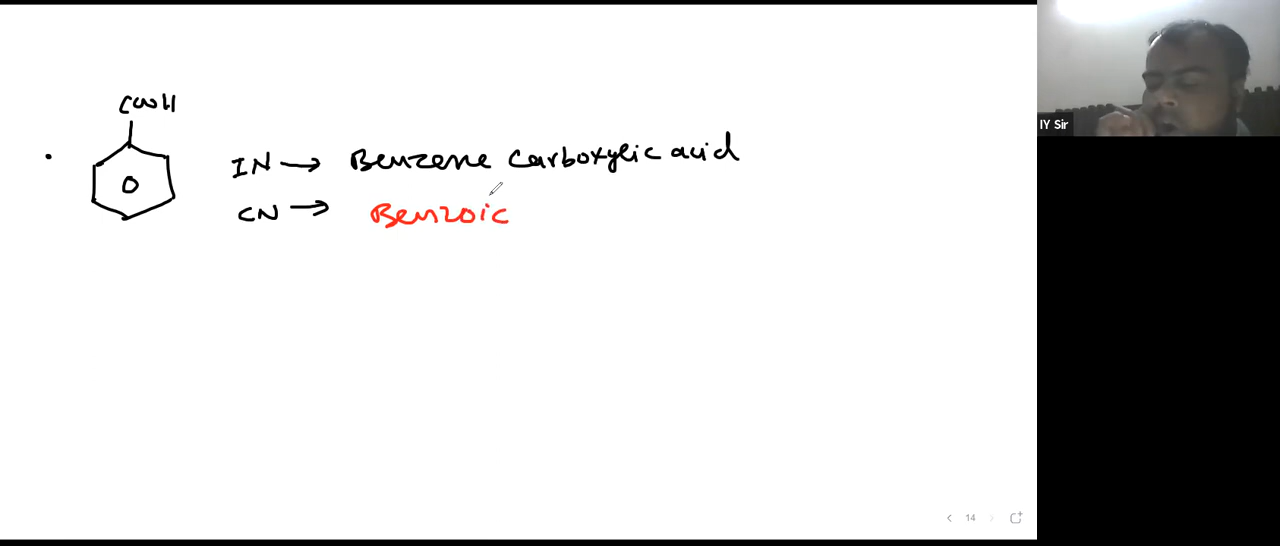 COOH
IN → Benzene Carboxylic acid
CN → Benzoic
IY Sir
14